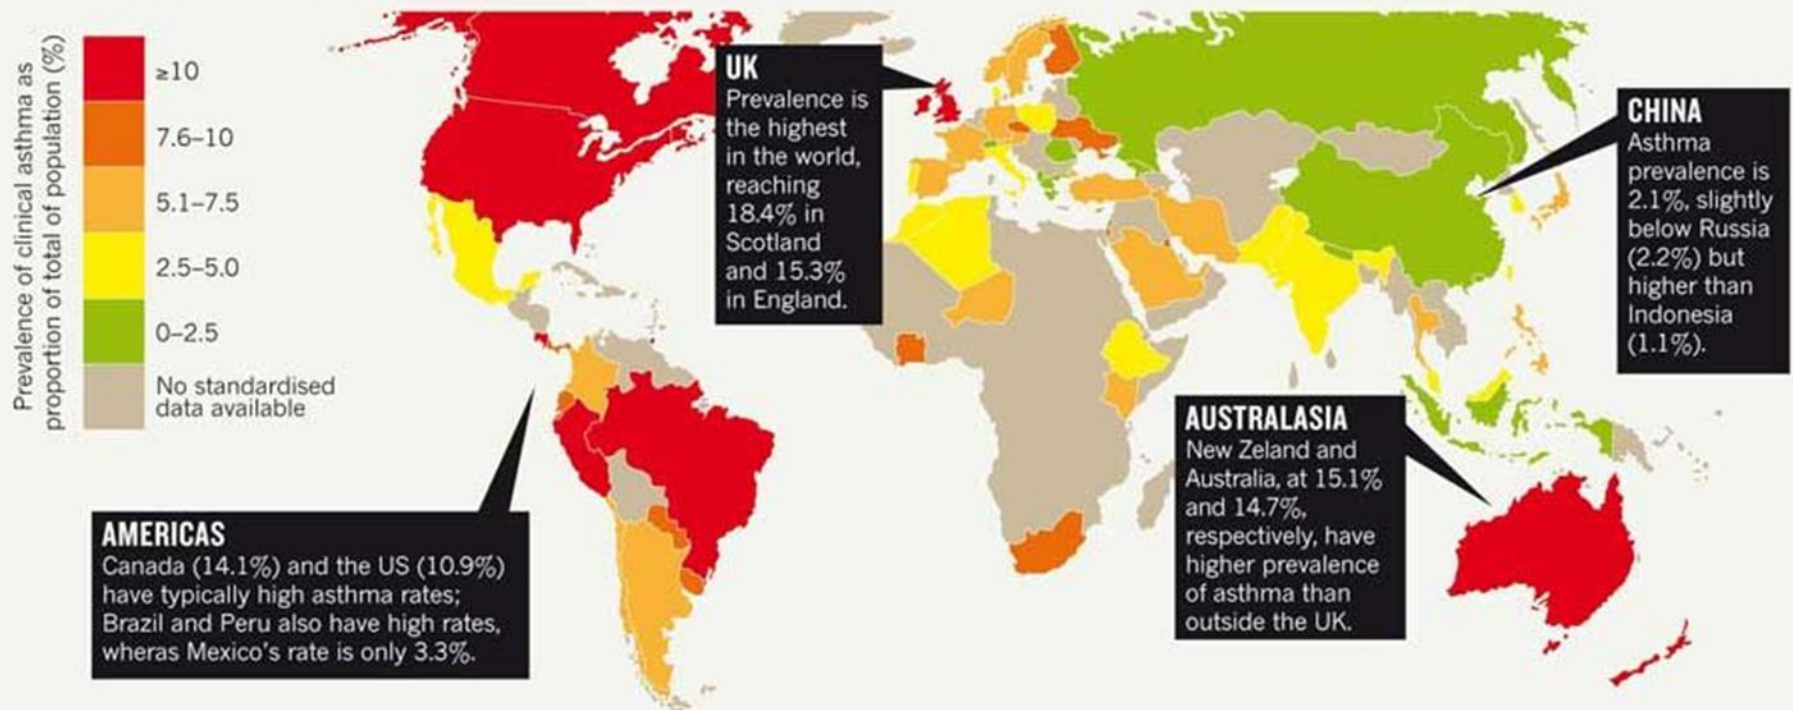 Prevalence of clinical asthma as
proportion of total of population (%)
≥10
7.6–10
5.1–7.5
2.5–5.0
0–2.5
No standardised
data available
UK
Prevalence is
the highest
in the world,
reaching
18.4% in
Scotland
and 15.3%
in England.
CHINA
Asthma
prevalence is
2.1%, slightly
below Russia
(2.2%) but
higher than
Indonesia
(1.1%).
AMERICAS
Canada (14.1%) and the US (10.9%)
have typically high asthma rates;
Brazil and Peru also have high rates,
wheras Mexico's rate is only 3.3%.
AUSTRALASIA
New Zeland and
Australia, at 15.1%
and 14.7%,
respectively, have
higher prevalence
of asthma than
outside the UK.